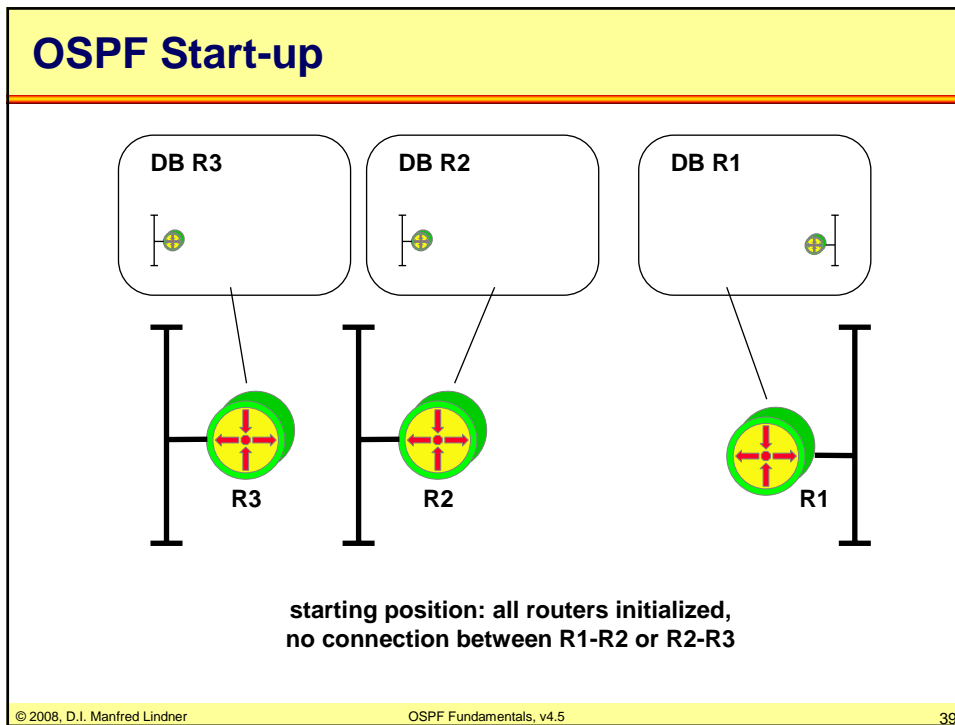 OSPF Start-up
DB R3
DB R2
DB R1
R3
R2
R1
starting position: all routers initialized,
no connection between R1-R2 or R2-R3
© 2008, D.I. Manfred Lindner
OSPF Fundamentals, v4.5
39